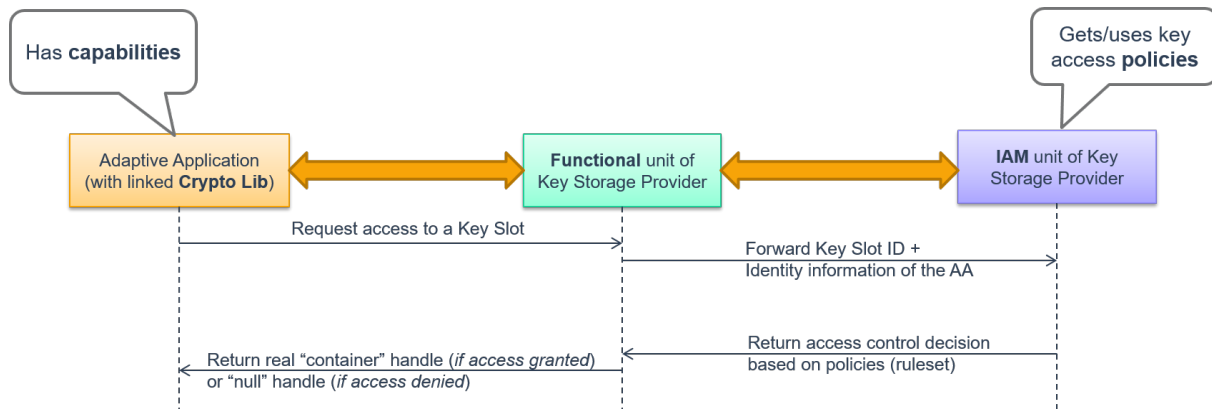 Has capabilities
Gets/uses key
access policies
Adaptive Application
(with linked Crypto Lib)
Functional unit of
Key Storage Provider
IAM unit of Key
Storage Provider
Request access to a Key Slot
Forward Key Slot ID +
Identity information of the AA
Return access control decision
based on policies (ruleset)
Return real “container” handle (if access granted)
or “null” handle (if access denied)